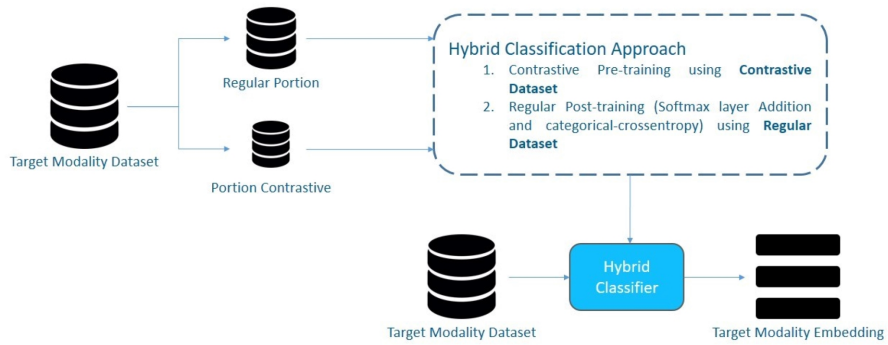 Regular Portion
Target Modality Dataset
Portion Contrastive
Hybrid Classification Approach
1. Contrastive Pre-training using Contrastive
Dataset
2. Regular Post-training (Softmax layer Addition
and categorical-crossentropy) using Regular
Dataset
Hybrid
Classifier
Target Modality Dataset
Target Modality Embedding